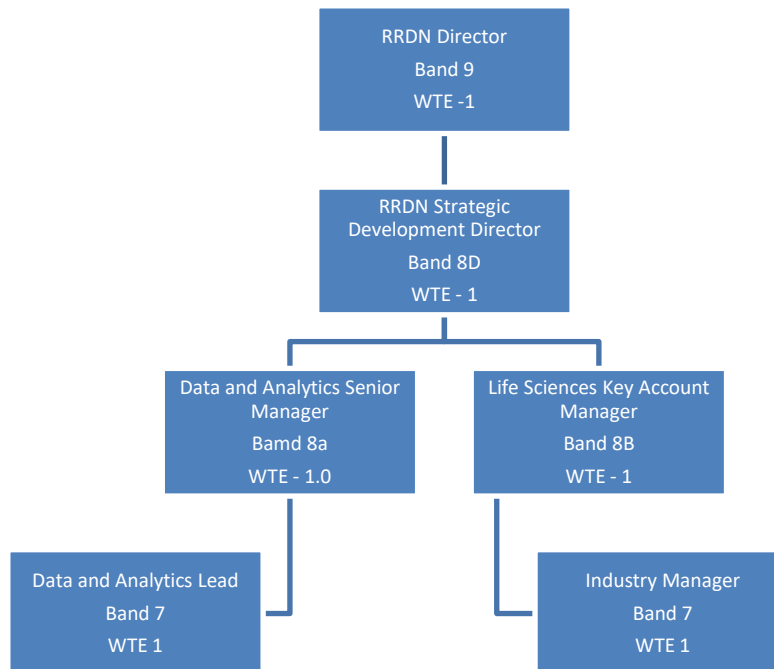 RRDN Director
Band 9
WTE -1
RRDN Strategic
Development Director
Band 8D
WTE - 1
Data and Analytics Senior
Manager
Bamd 8a
WTE - 1.0
Life Sciences Key Account
Manager
Band 8B
WTE - 1
Data and Analytics Lead
Band 7
WTE 1
Industry Manager
Band 7
WTE 1